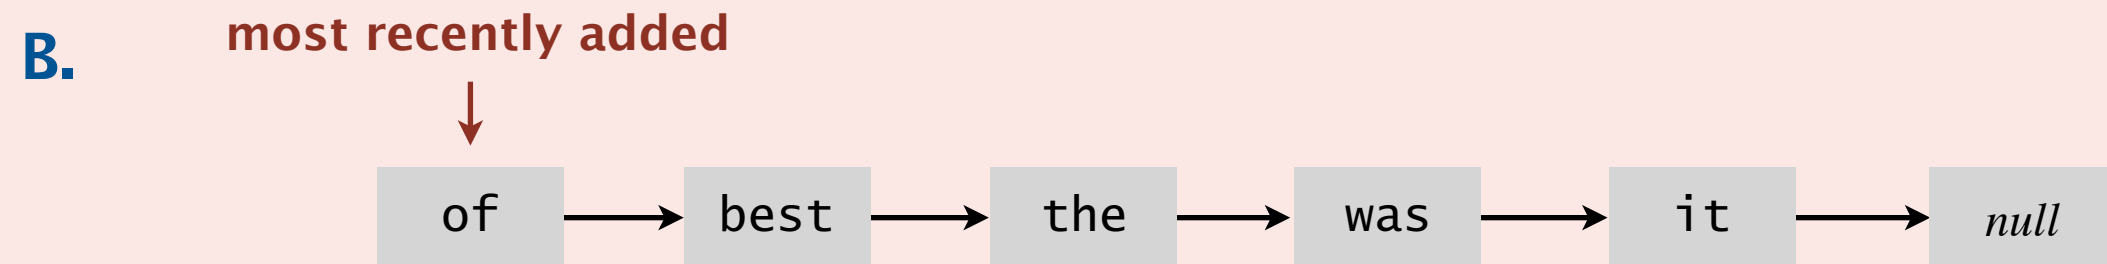 most recently added
B.
of best the was it null